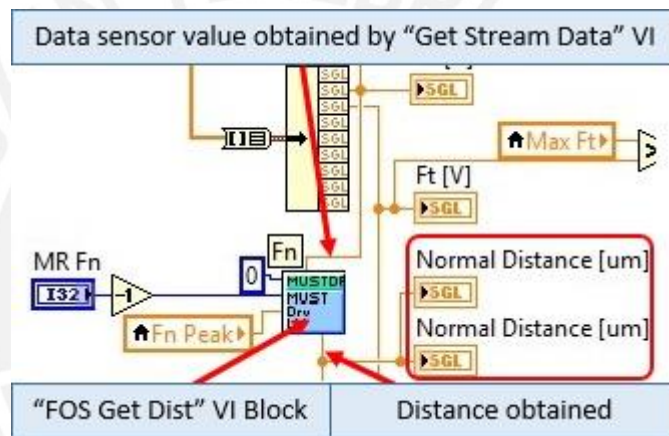 Data sensor value obtained by “Get Stream Data” VI
SGL
SGL
SGL
SGL
SGL
SGL
SGL
SGL
SGL
Max Ft
Ft [V]
SGL
MR Fn
I32
-1
0
Fn
MUST
Drv
Fn Peak
Normal Distance [um]
SGL
Normal Distance [um]
SGL
“FOS Get Dist” VI Block
Distance obtained